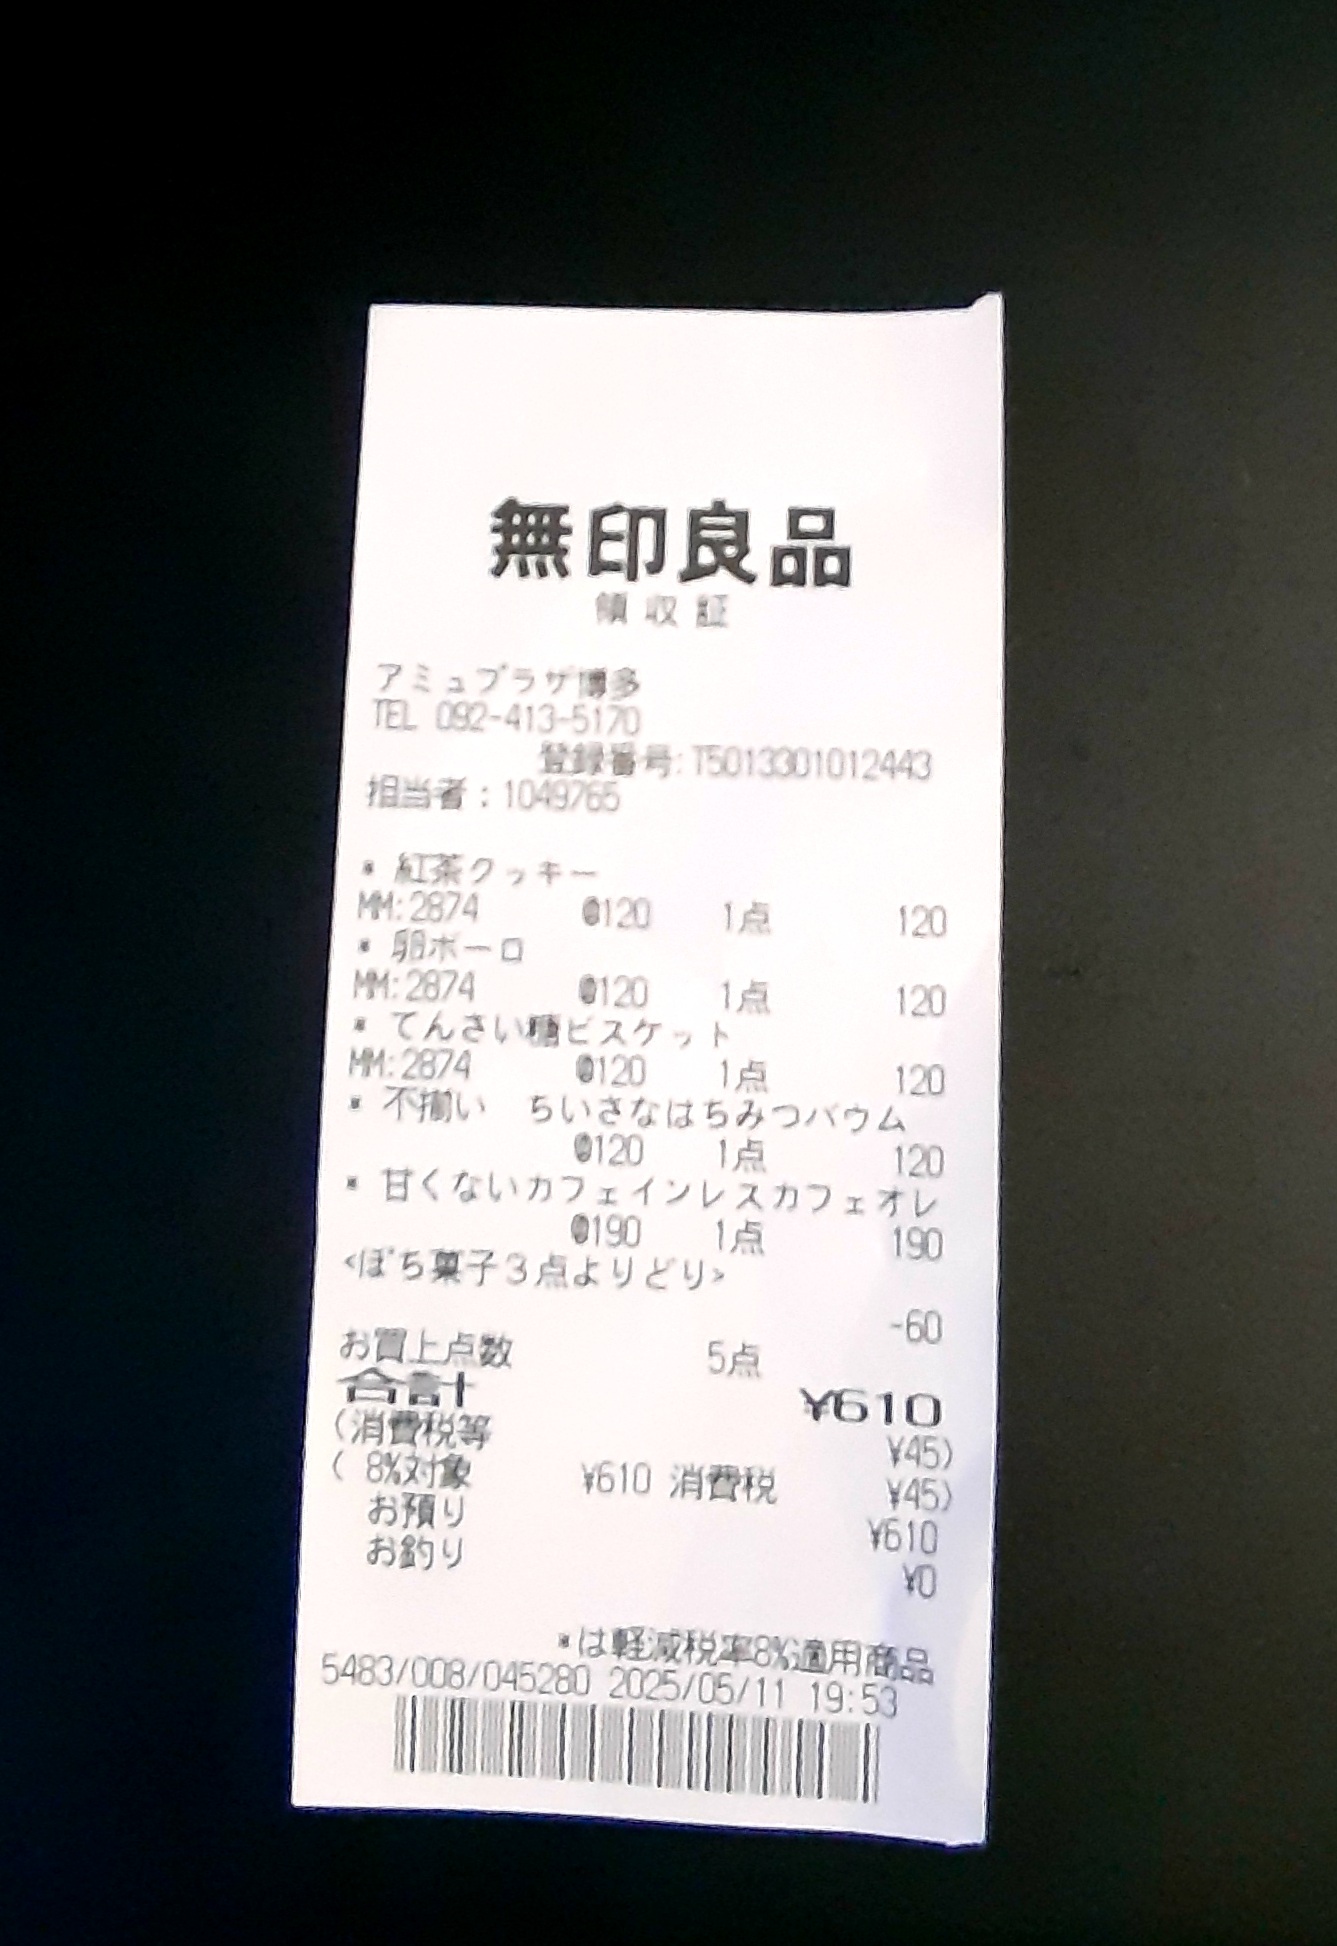 無印良品
領収証
アミュプラザ博多
TEL 092-413-5170
登録番号:T5013301012443
担当者:1049765
* 紅茶クッキー
MM:2874 @120 1点 120
* 卵ボーロ
MM:2874 @120 1点 120
* てんさい糖ビスケット
MM:2874 @120 1点 120
* 不揃い ちいさなはちみつバウム
@120 1点 120
* 甘くないカフェインレスカフェオレ
@190 1点 190
<ぽち菓子3点よりどり>
-60
お買上点数 5点
合計 ¥610
(消費税等 ¥45)
( 8%対象 ¥610 消費税 ¥45)
お預り ¥610
お釣り ¥0
*は軽減税率8%適用商品
5483/008/045280 2025/05/11 19:53